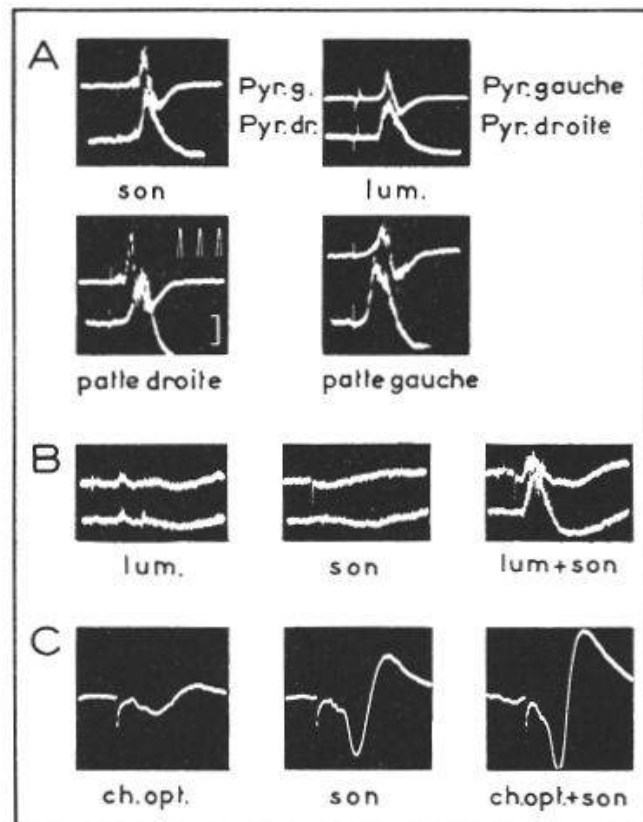 A
Pyr. g. Pyr. gauche
Pyr. dr. Pyr. droite
son lum.
patte droite patte gauche
B
lum. son lum + son
C
ch. opt. son ch.opt.+son